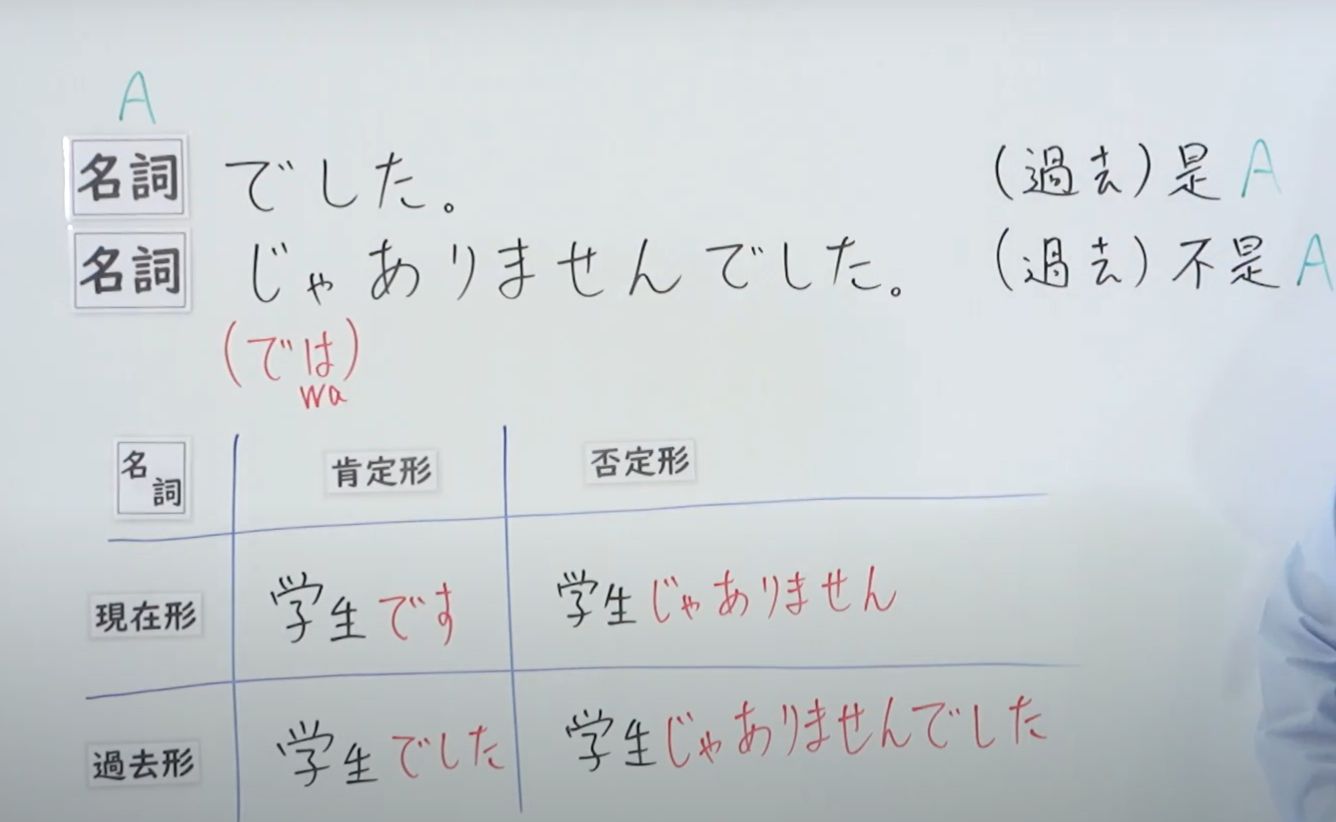 A
名詞 でした。 (過去)是A
名詞 じゃありませんでした。 (過去)不是A
(では)
wa
名詞 肯定形 否定形
現在形 学生です 学生じゃありません
過去形 学生でした 学生じゃありませんでした